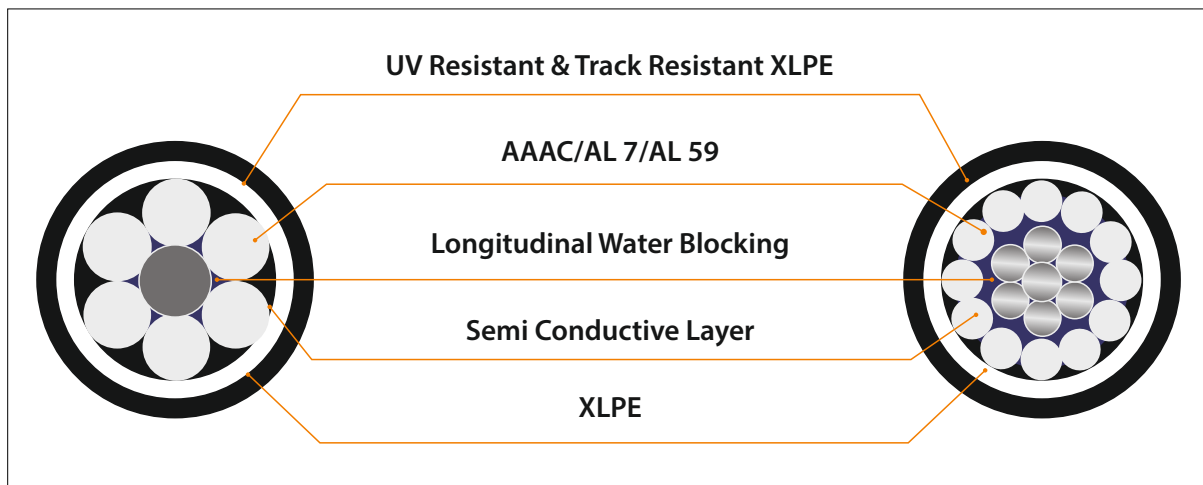 UV Resistant & Track Resistant XLPE
AAAC/AL 7/AL 59
Longitudinal Water Blocking
Semi Conductive Layer
XLPE